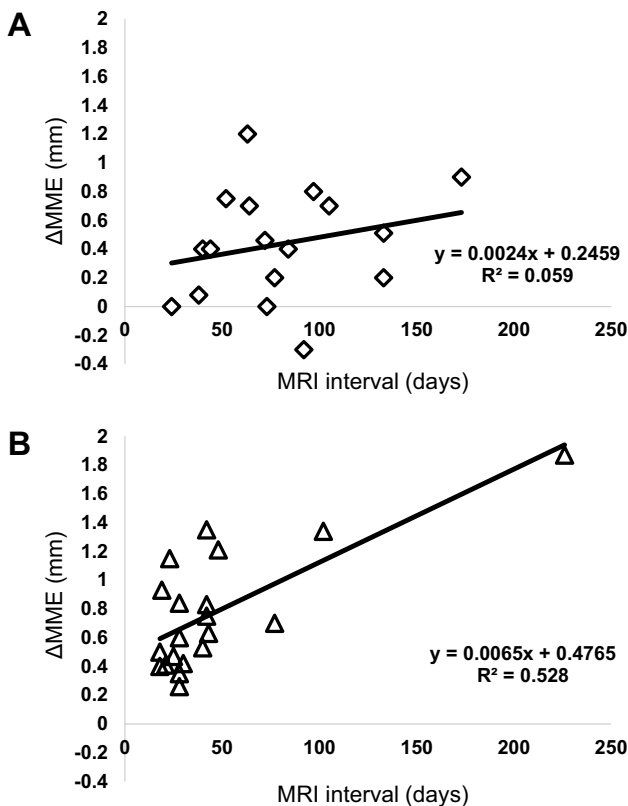 A
2
1.8
1.6
1.4
1.2
1
0.8
0.6
0.4
0.2
0
-0.2
-0.4
ΔMME (mm)
0 50 100 150 200 250
MRI interval (days)
y = 0.0024x + 0.2459
R² = 0.059
B
2
1.8
1.6
1.4
1.2
1
0.8
0.6
0.4
0.2
0
-0.2
-0.4
ΔMME (mm)
0 50 100 150 200 250
MRI interval (days)
y = 0.0065x + 0.4765
R² = 0.528